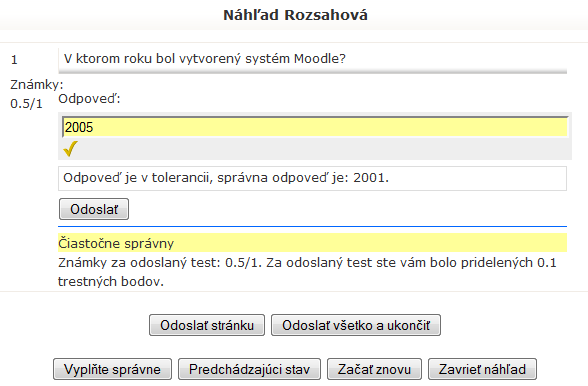 Náhľad Rozsahová
1
V ktorom roku bol vytvorený systém Moodle?
Známky:
0.5/1
Odpoveď:
2005
Odpoveď je v tolerancii, správna odpoveď je: 2001.
Odoslať
Čiastočne správny
Známky za odoslaný test: 0.5/1. Za odoslaný test ste vám bolo pridelených 0.1
trestných bodov.
Odoslať stránku
Odoslať všetko a ukončiť
Vyplňte správne
Predchádzajúci stav
Začať znovu
Zavrieť náhľad